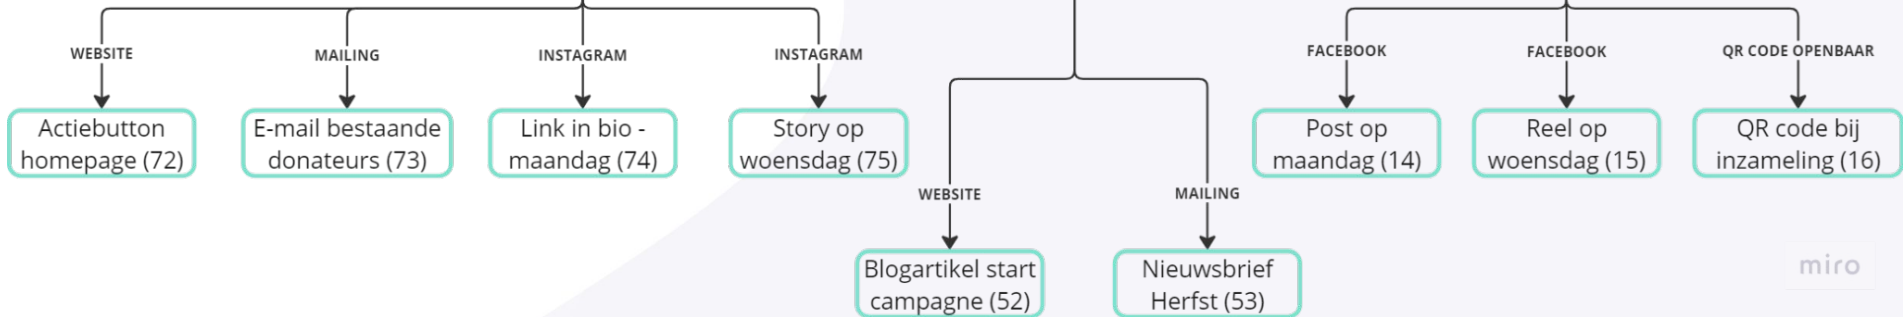 WEBSITE
MAILING
INSTAGRAM
INSTAGRAM
FACEBOOK
FACEBOOK
QR CODE OPENBAAR
Actiebutton
homepage (72)
E-mail bestaande
donateurs (73)
Link in bio -
maandag (74)
Story op
woensdag (75)
Post op
maandag (14)
Reel op
woensdag (15)
QR code bij
inzameling (16)
WEBSITE
MAILING
Blogartikel start
campagne (52)
Nieuwsbrief
Herfst (53)
miro